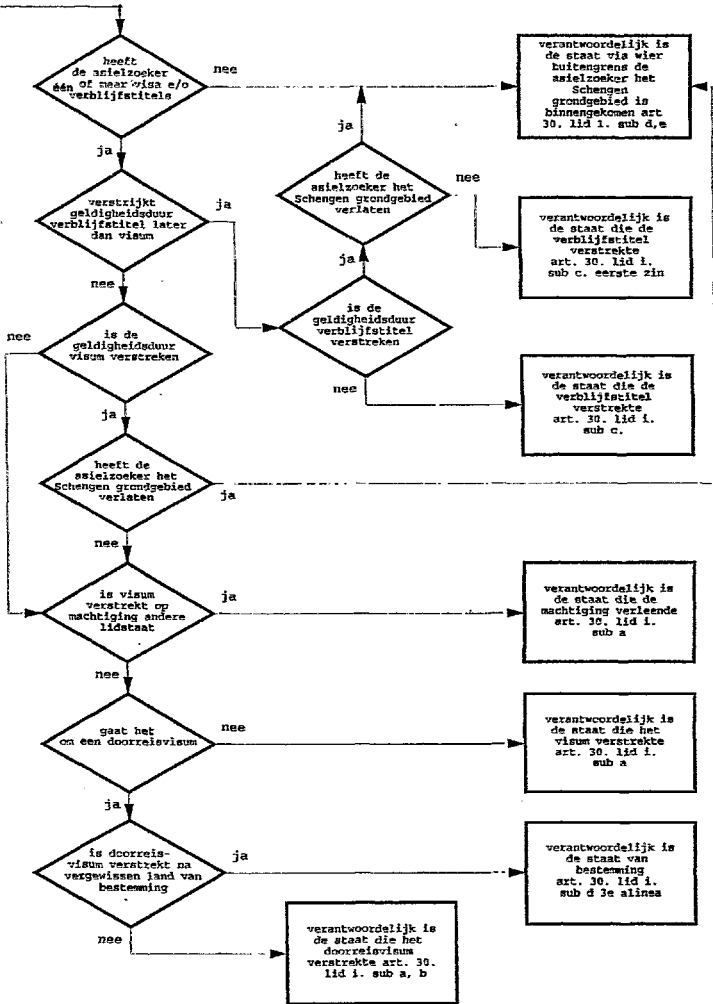 heeft
de asielzoeker
één of meer visa e/o
verblijfstitels
nee
ja
verantwoordelijk is
de staat via wier
buitengrens de
asielzoeker het
Schengen
grondgebied is
binnengekomen art
30. lid 1. sub d,e
ja
heeft de
asielzoeker het
Schengen grondgebied
verlaten
nee
ja
verstrijkt
geldigheidsduur
verblijfstitel later
dan visum
ja
nee
verantwoordelijk is
de staat die de
verblijfstitel
verstrekte
art. 30. lid i.
sub c. eerste zin
is de
geldigheidsduur
verblijfstitel
verstreken
nee
nee
is de
geldigheidsduur
visum verstreken
ja
verantwoordelijk is
de staat die de
verblijfstitel
verstrekte
art. 30. lid i.
sub c.
heeft de
asielzoeker het
Schengen grondgebied
verlaten
ja
nee
is visum
verstrekt op
machtiging andere
lidstaat
ja
nee
verantwoordelijk is
de staat die de
machtiging verleende
art. 30. lid i.
sub a
gaat het
om een doorreisvisum
nee
ja
verantwoordelijk is
de staat die het
visum verstrekte
art. 30. lid i.
sub a
is doorreis-
visum verstrekt na
vergewissen land van
bestemming
ja
nee
verantwoordelijk is
de staat van
bestemming
art. 30. lid i.
sub d 3e alinea
verantwoordelijk is
de staat die het
doorreisvisum
verstrekte art. 30.
lid i. sub a, b